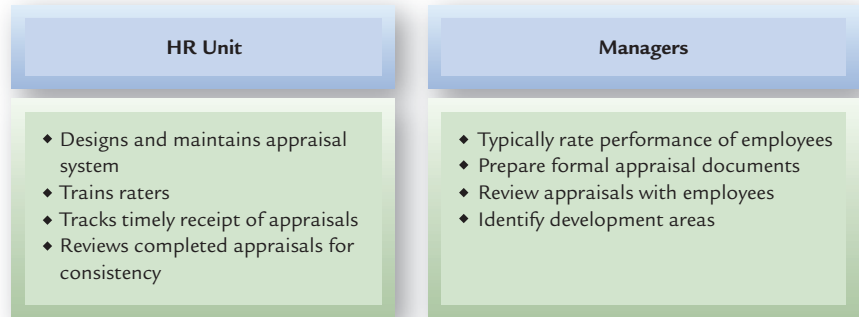 HR Unit
◆ Designs and maintains appraisal
system
◆ Trains raters
◆ Tracks timely receipt of appraisals
◆ Reviews completed appraisals for
consistency
Managers
◆ Typically rate performance of employees
◆ Prepare formal appraisal documents
◆ Review appraisals with employees
◆ Identify development areas